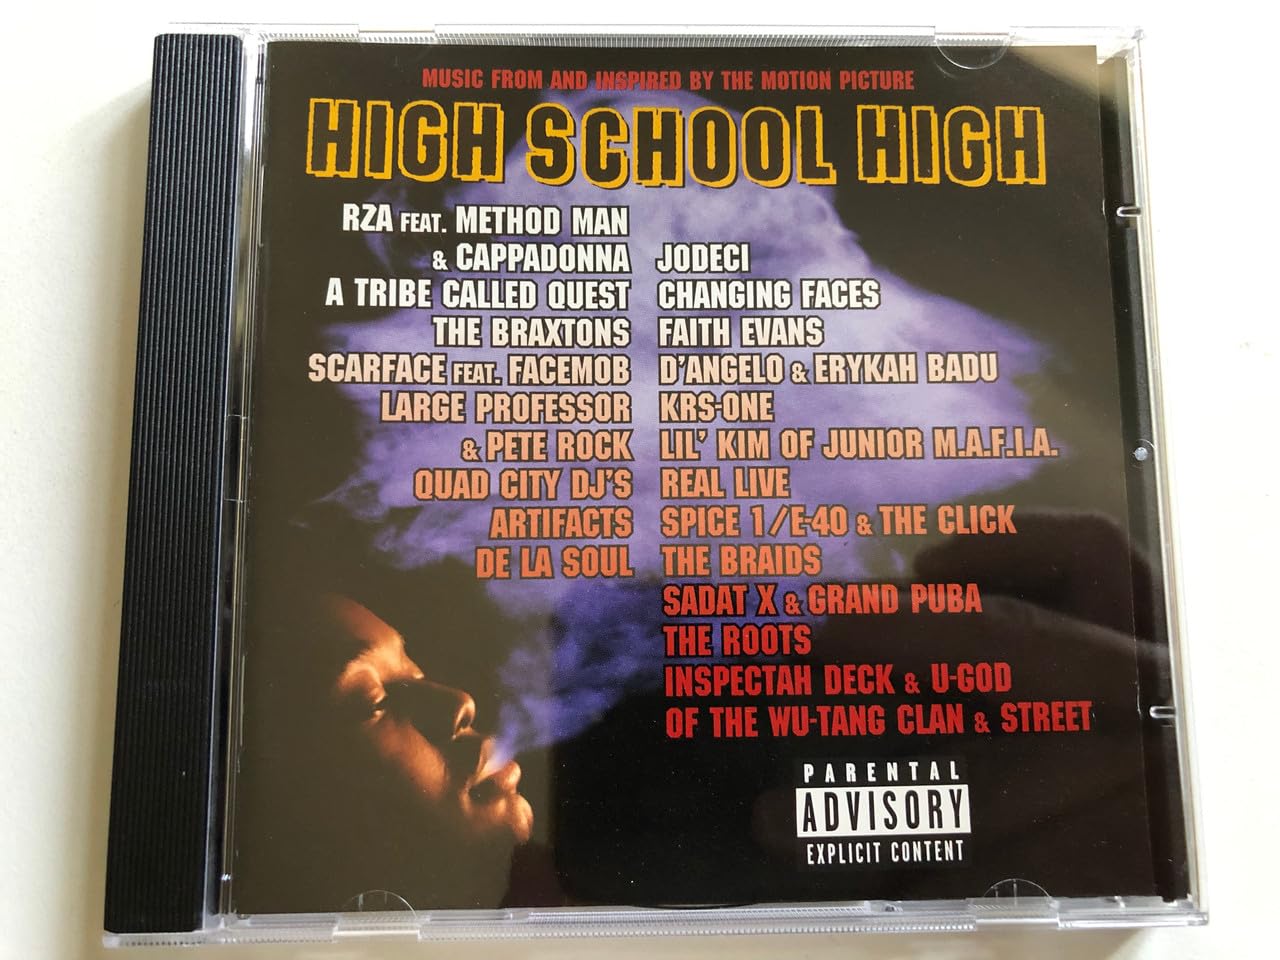 MUSIC FROM AND INSPIRED BY THE MOTION PICTURE
HIGH SCHOOL HIGH
RZA FEAT. METHOD MAN
& CAPPADONNA
A TRIBE CALLED QUEST
THE BRAXTONS
SCARFACE FEAT. FACEMOB
LARGE PROFESSOR
& PETE ROCK
QUAD CITY DJ'S
ARTIFACTS
DE LA SOUL
JODECI
CHANGING FACES
FAITH EVANS
D'ANGELO & ERYKAH BADU
KRS-ONE
LIL' KIM OF JUNIOR M.A.F.I.A.
REAL LIVE
SPICE 1/E-40 & THE CLICK
THE BRAIDS
SADAT X & GRAND PUBA
THE ROOTS
INSPECTAH DECK & U-GOD
OF THE WU-TANG CLAN & STREET
PARENTAL
ADVISORY
EXPLICIT CONTENT